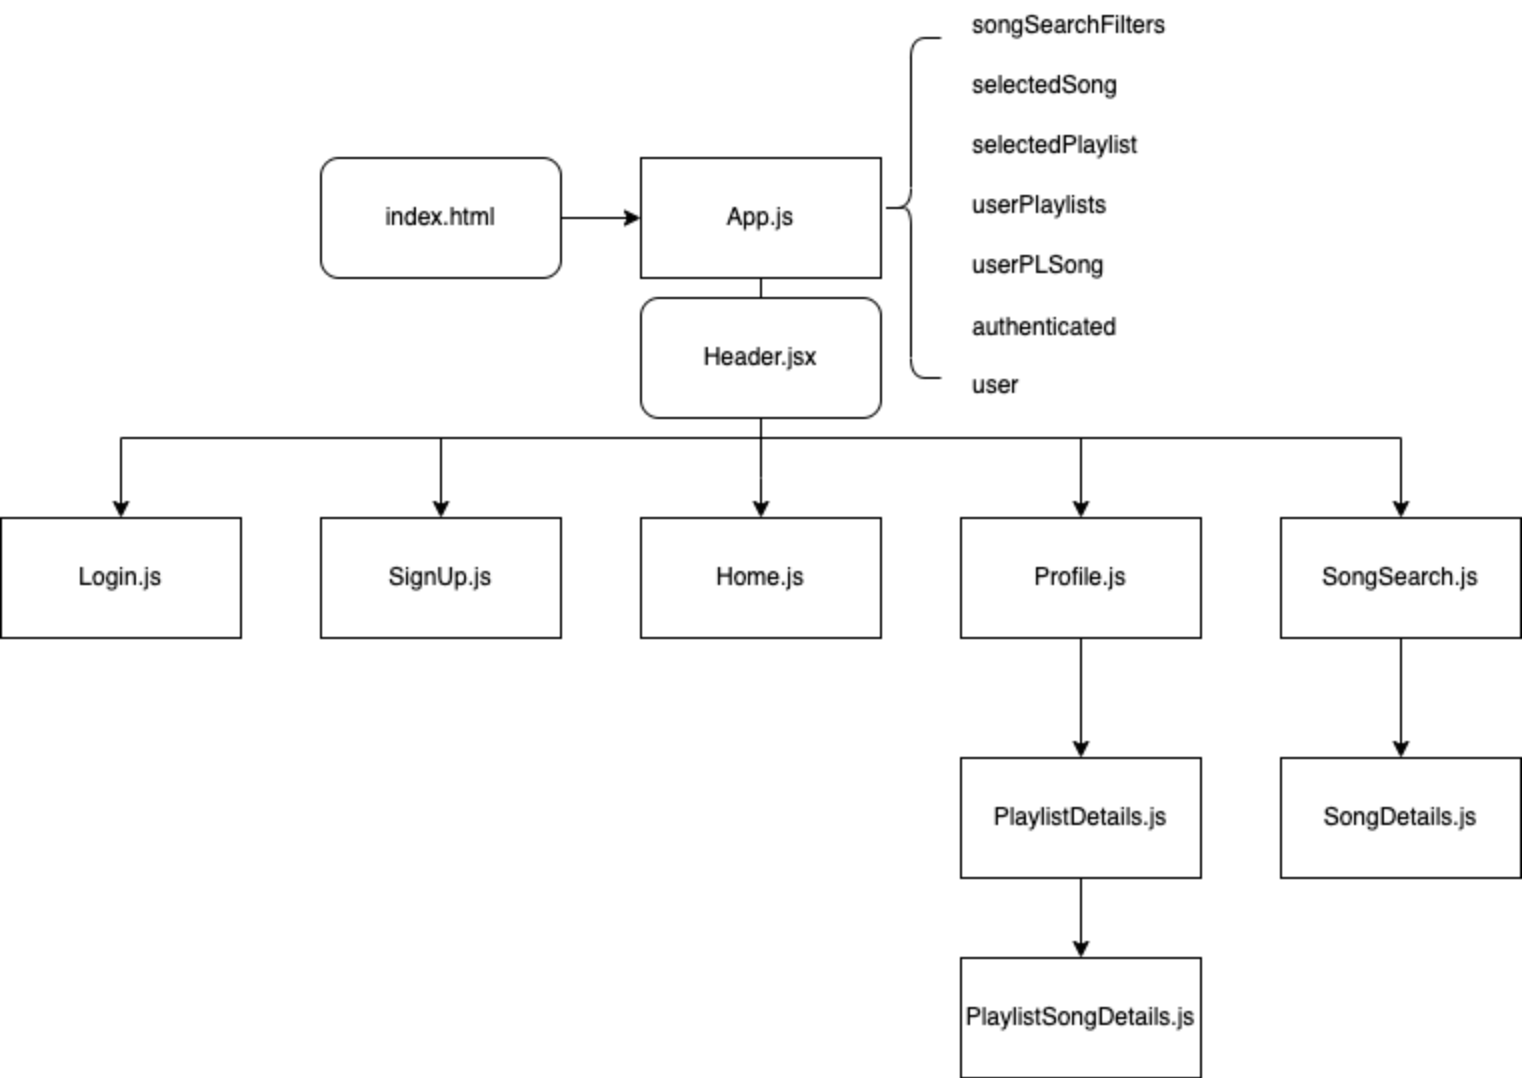 songSearchFilters
selectedSong
selectedPlaylist
userPlaylists
index.html
App.js
userPLSong
authenticated
Header.jsx
user
Login.js
SignUp.js
Home.js
Profile.js
SongSearch.js
PlaylistDetails.js
SongDetails.js
PlaylistSongDetails.js